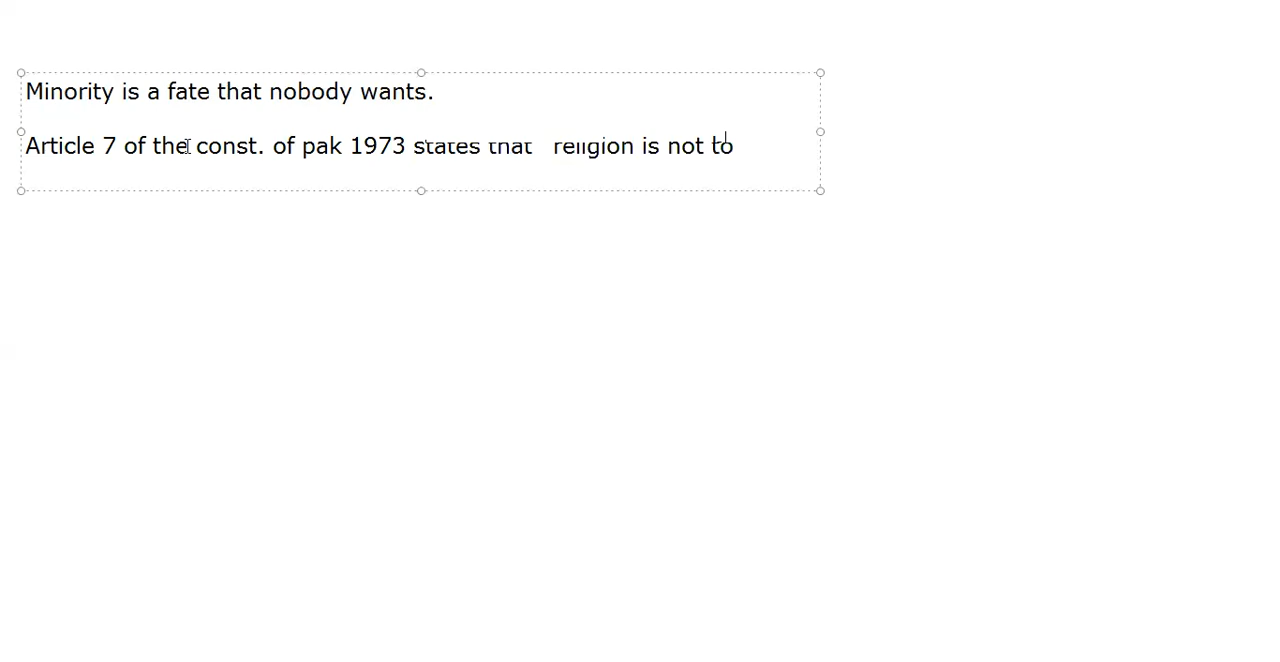 Minority is a fate that nobody wants.
Article 7 of the const. of pak 1973 states that religion is not to